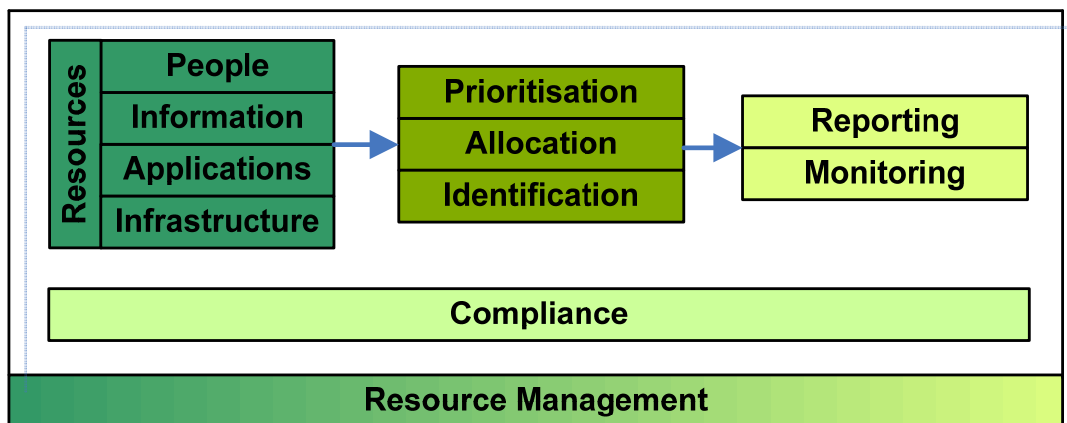 Resources
People
Information
Applications
Infrastructure
Prioritisation
Allocation
Identification
Reporting
Monitoring
Compliance
Resource Management